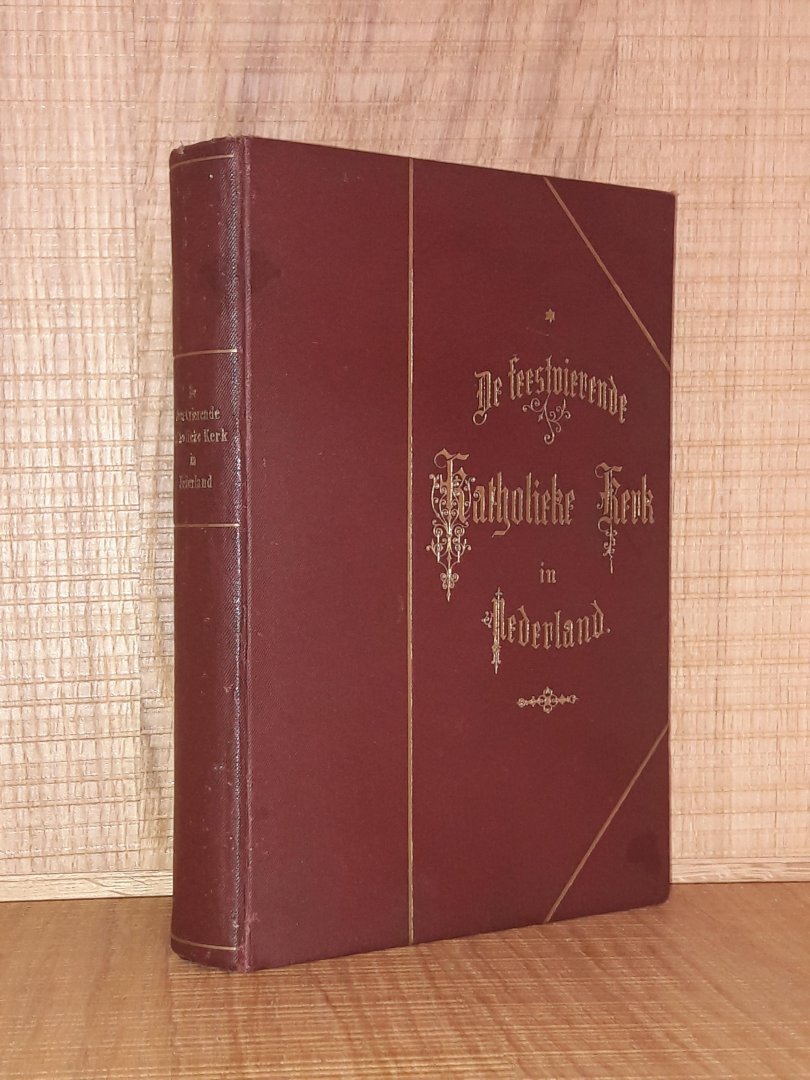 De
feestvierende
Katholieke Kerk
in
Nederland
De feestvierende
Katholieke Kerk
in
Nederland.